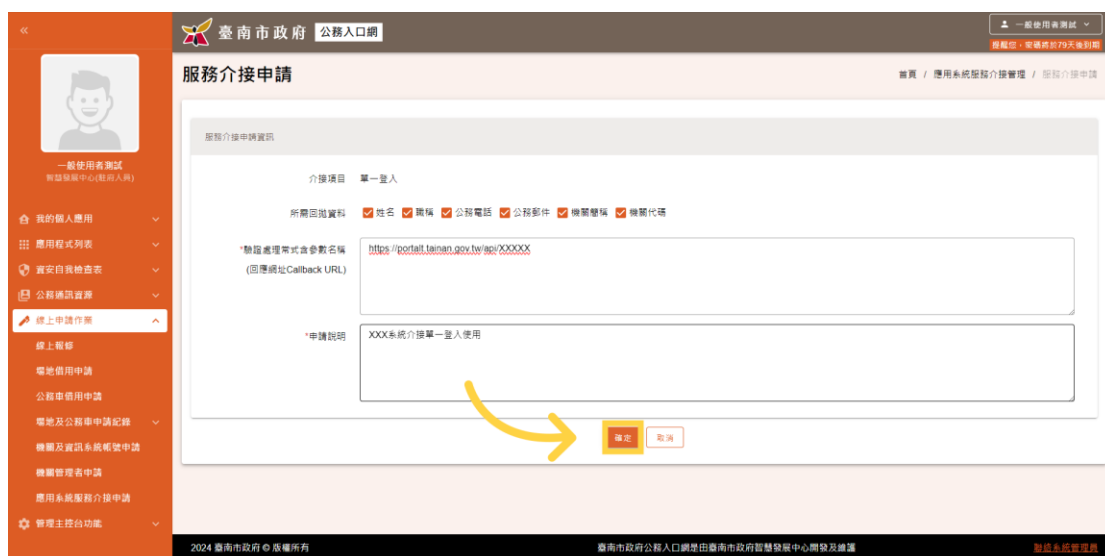 臺南市政府 公務入口網
一般使用者測試
提醒您，密碼將於79天後到期
服務介接申請
首頁 / 應用系統服務介接管理 / 服務介接申請
一般使用者測試
智慧發展中心(駐府人員)
我的個人應用
應用程式列表
資安自我檢查表
公務通訊資源
線上申請作業
線上報修
場地借用申請
公務車借用申請
場地及公務車申請紀錄
機關及資訊系統帳號申請
機關管理者申請
應用系統服務介接申請
管理主控台功能
服務介接申請資訊
介接項目 單一登入
所需回拋資料 姓名 職稱 公務電話 公務郵件 機關簡稱 機關代碼
*驗證處理常式含參數名稱 https://portalt.tainan.gov.tw/api/XXXXX
(回應網址Callback URL)
*申請說明 XXX系統介接單一登入使用
確定 取消
2024 臺南市政府 © 版權所有
臺南市政府公務入口網是由臺南市政府智慧發展中心開發及維護
聯絡系統管理員